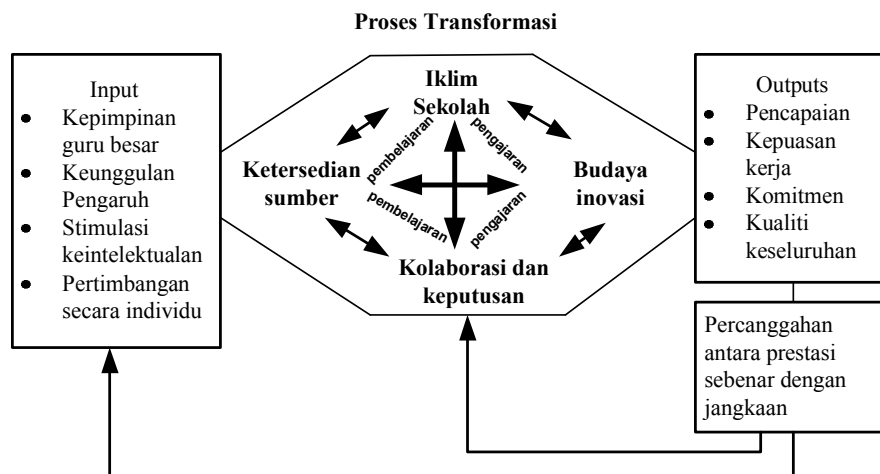 Proses Transformasi
Input
Kepimpinan
guru besar
Keunggulan
Pengaruh
Stimulasi
keintelektualan
Pertimbangan
secara individu
Iklim
Sekolah
pembelajaran
pengajaran
Ketersedian
sumber
Budaya
inovasi
pembelajaran
pengajaran
Kolaborasi dan
keputusan
Outputs
Pencapaian
Kepuasan
kerja
Komitmen
Kualiti
keseluruhan
Percanggahan
antara prestasi
sebenar dengan
jangkaan